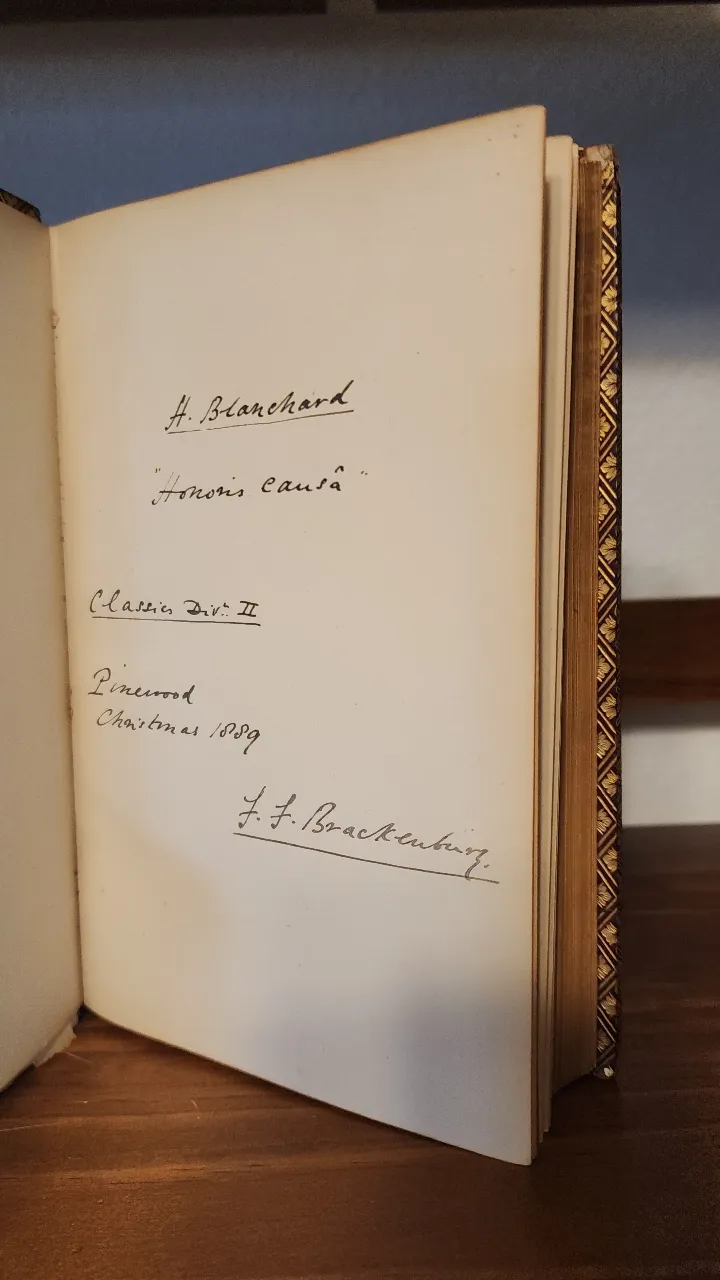 H. Blanchard
"Honoris causâ"
Classics Divn. II
Pinewood
Christmas 1889
F. F. Brackenbury.